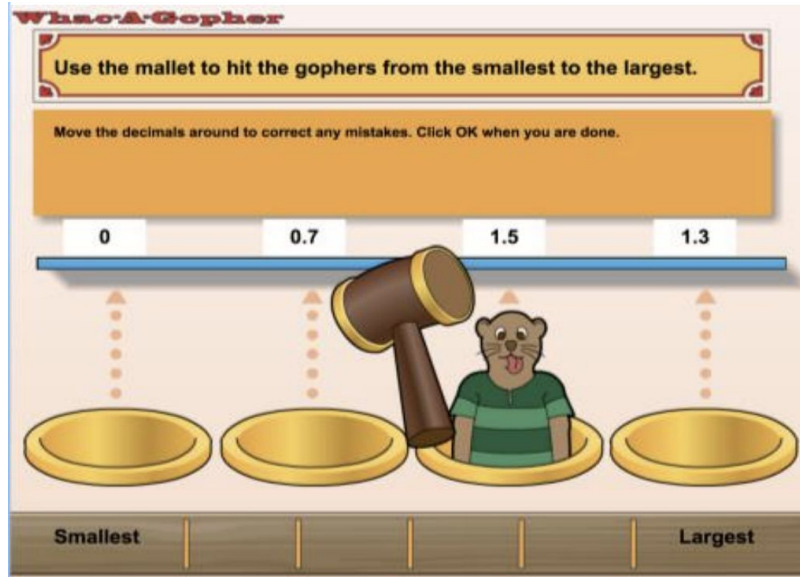 Whac-A-Gopher
Use the mallet to hit the gophers from the smallest to the largest.
Move the decimals around to correct any mistakes. Click OK when you are done.
0 0.7 1.5 1.3
Smallest Largest